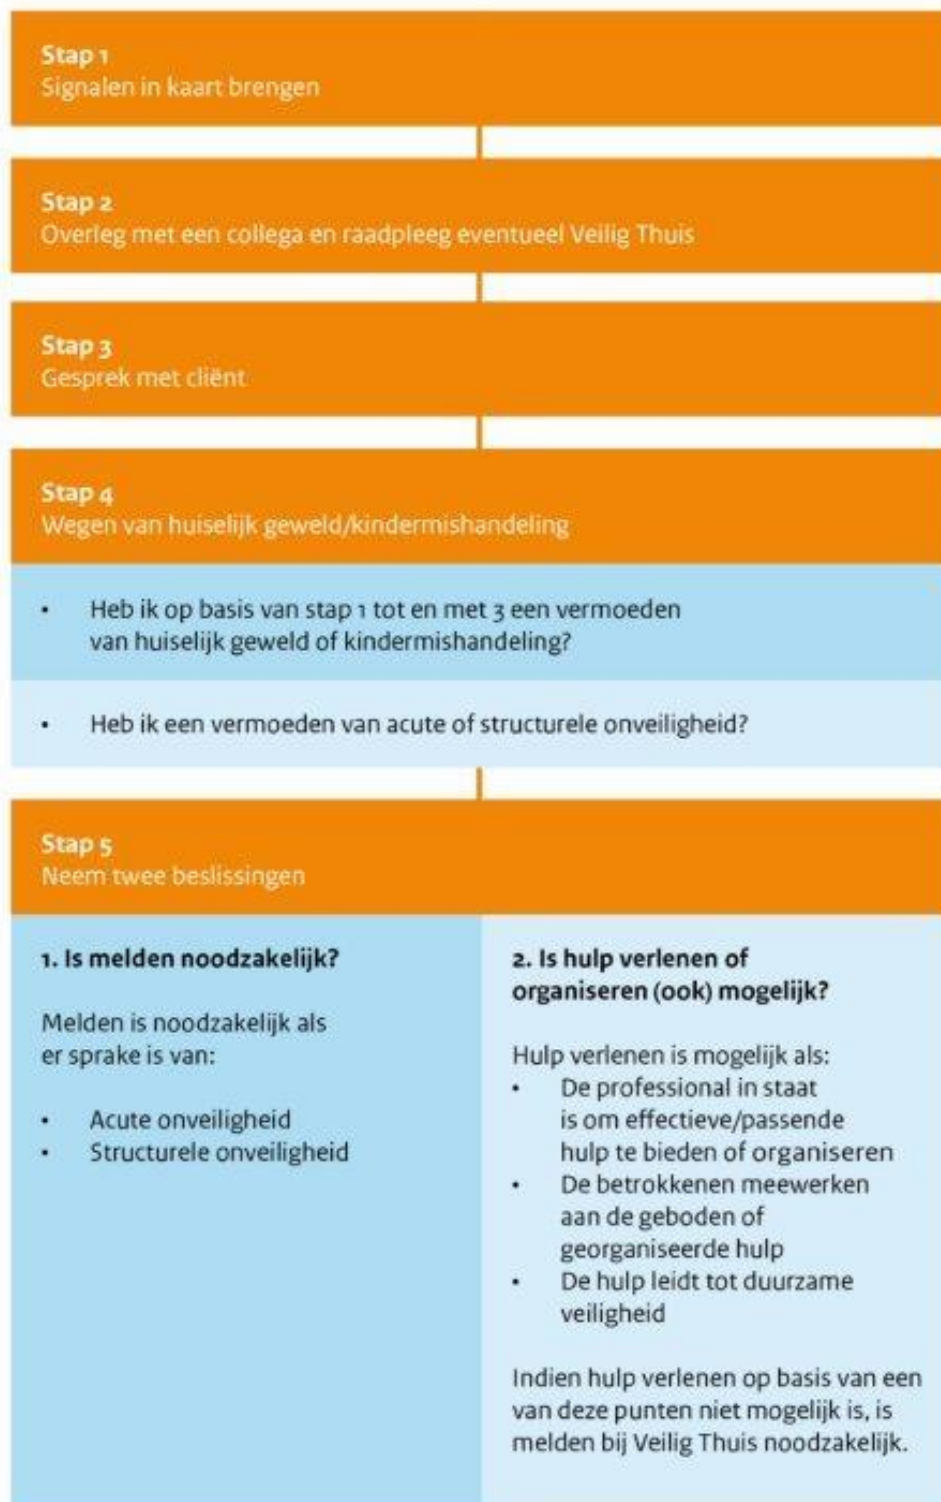 Stap 1
Signalen in kaart brengen
Stap 2
Overleg met een collega en raadpleeg eventueel Veilig Thuis
Stap 3
Gesprek met cliënt
Stap 4
Wegen van huiselijk geweld/kindermishandeling
• Heb ik op basis van stap 1 tot en met 3 een vermoeden
van huiselijk geweld of kindermishandeling?
• Heb ik een vermoeden van acute of structurele onveiligheid?
Stap 5
Neem twee beslissingen
1. Is melden noodzakelijk?
Melden is noodzakelijk als
er sprake is van:
• Acute onveiligheid
• Structurele onveiligheid
2. Is hulp verlenen of
organiseren (ook) mogelijk?
Hulp verlenen is mogelijk als:
• De professional in staat
is om effectieve/passende
hulp te bieden of organiseren
• De betrokkenen meewerken
aan de geboden of
georganiseerde hulp
• De hulp leidt tot duurzame
veiligheid
Indien hulp verlenen op basis van een
van deze punten niet mogelijk is, is
melden bij Veilig Thuis noodzakelijk.